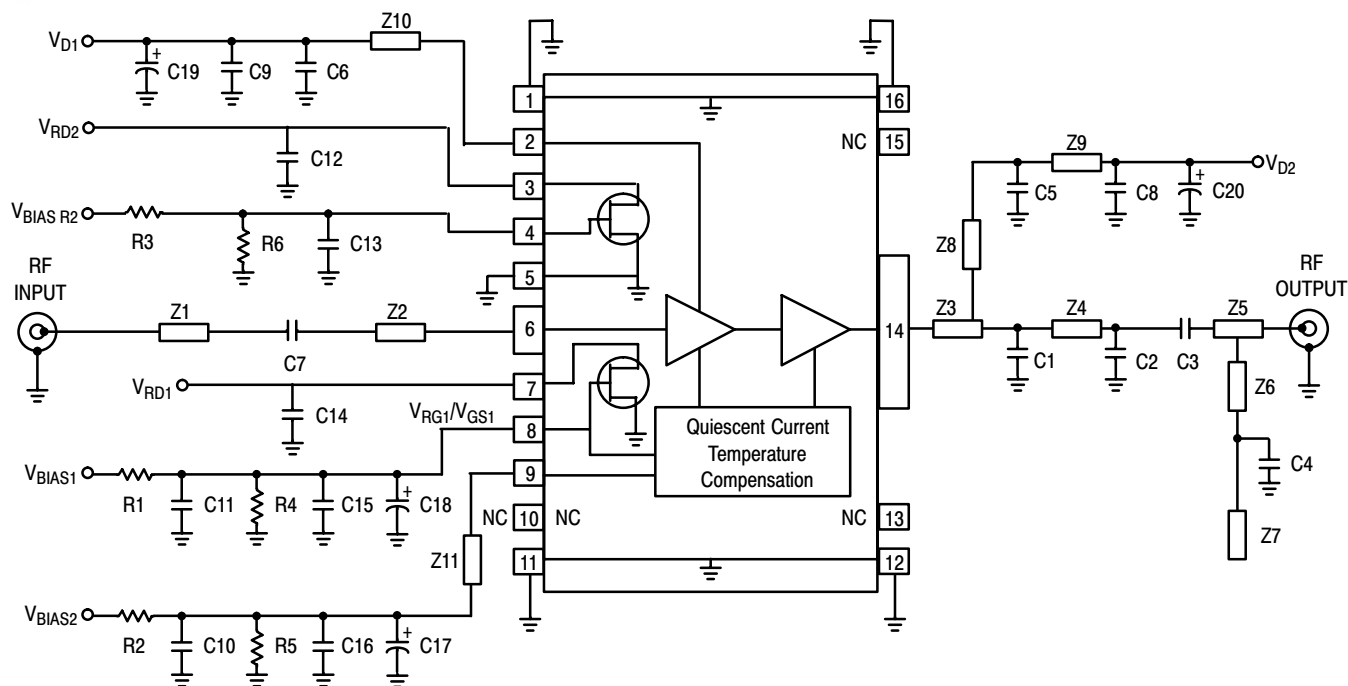 Z10
VD1
+
C19
C9
C6
1
16
VRD2
2
NC
15
C12
Z9
VD2
3
C5
C8
+
C20
VBIAS R2
R3
R6
C13
4
Z8
RF
INPUT
5
RF
OUTPUT
Z1
C7
Z2
6
14
Z3
Z4
Z5
C1
C2
C3
VRD1
7
Z6
C14
VRG1/VGS1
8
Quiescent Current
Temperature
Compensation
C4
VBIAS1
9
R1
C11
R4
C15
+
C18
NC
10
NC
NC
13
Z7
Z11
11
12
VBIAS2
R2
C10
R5
C16
+
C17